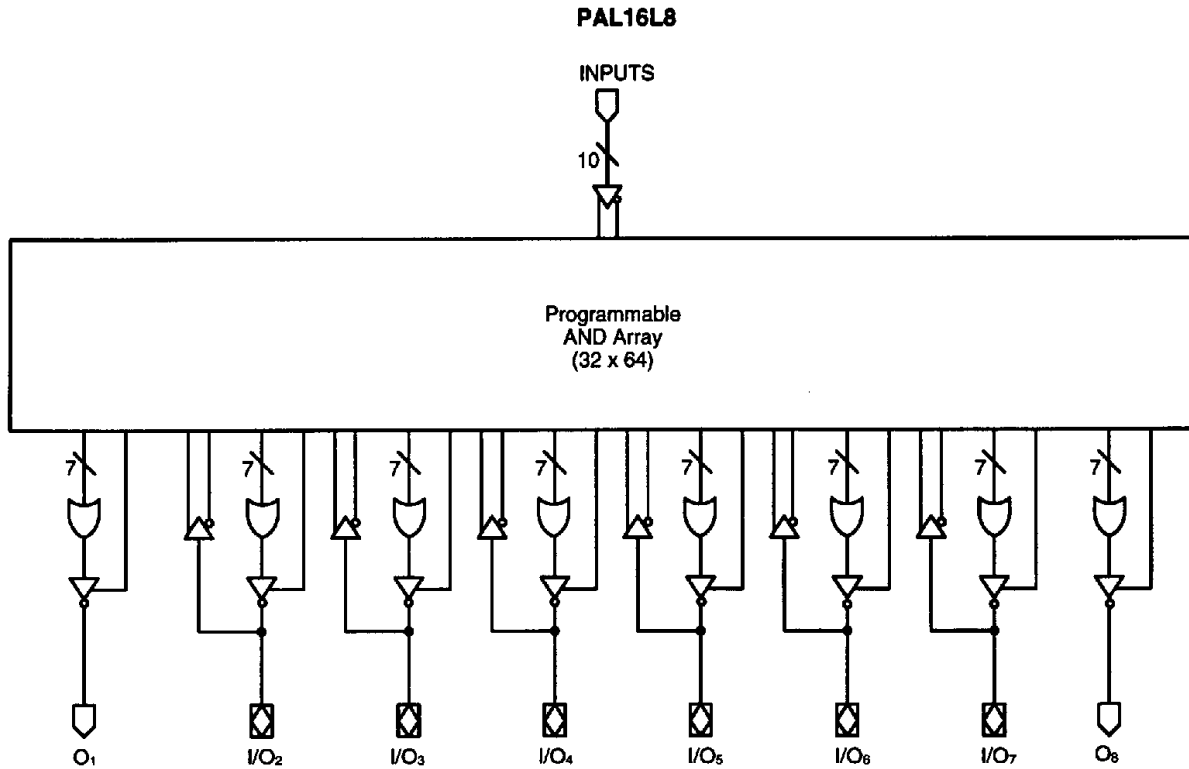 PAL16L8
INPUTS
10
Programmable
AND Array
(32 x 64)
7 7 7 7 7 7 7 7
O₁ I/O₂ I/O₃ I/O₄ I/O₅ I/O₆ I/O₇ O₈